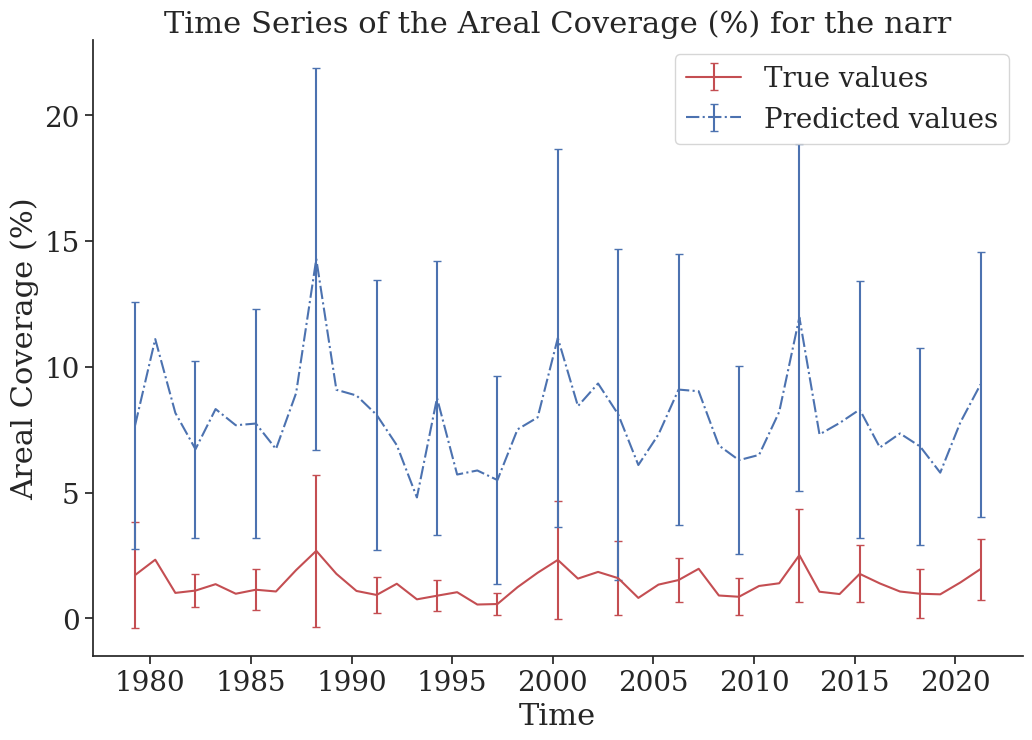 Time Series of the Areal Coverage (%) for the narr
True values
Predicted values
Areal Coverage (%)
20
15
10
5
0
1980 1985 1990 1995 2000 2005 2010 2015 2020
Time